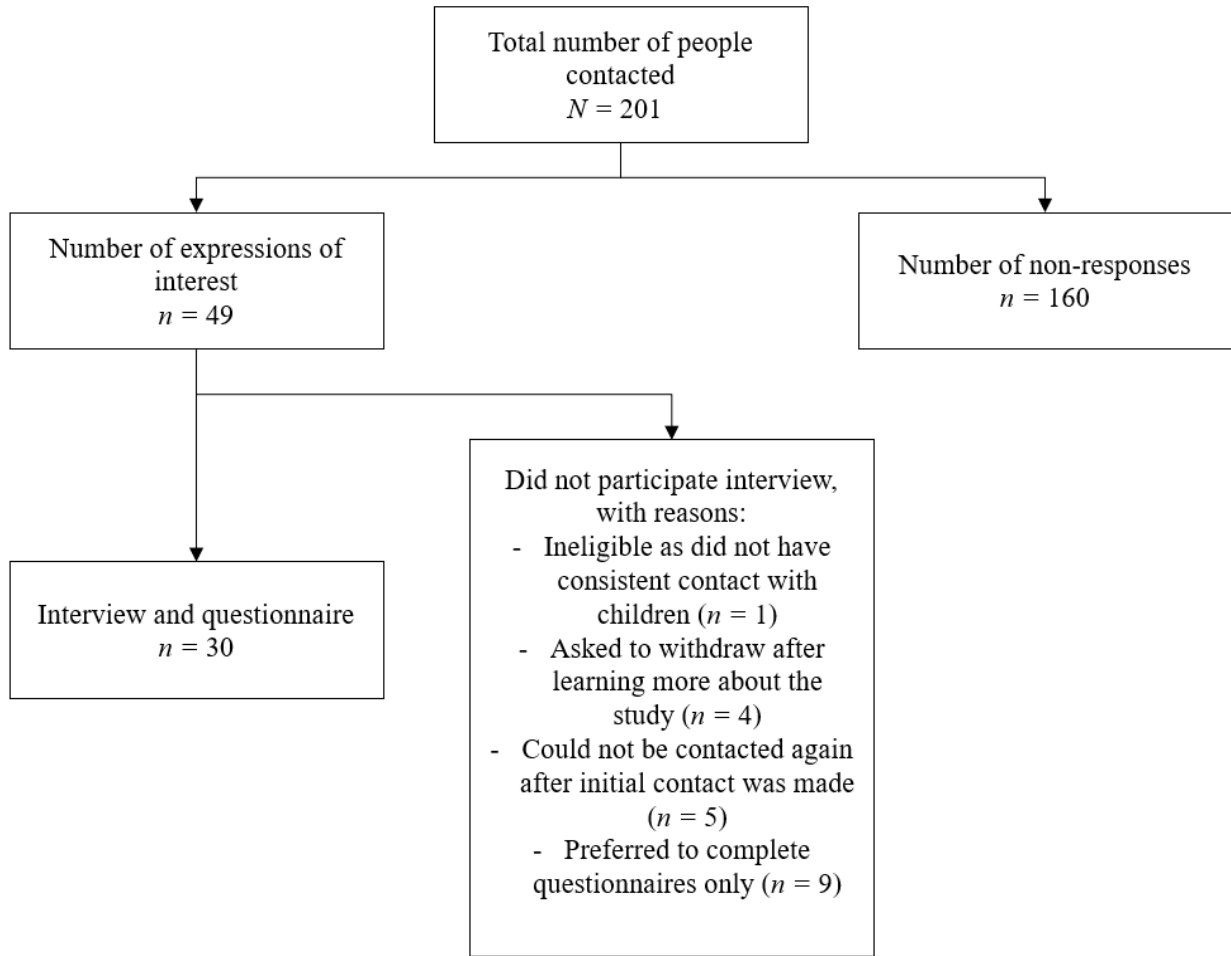 Total number of people
contacted
N = 201
Number of expressions of
interest
n = 49
Number of non-responses
n = 160
Interview and questionnaire
n = 30
Did not participate interview,
with reasons:
- Ineligible as did not have
consistent contact with
children (n = 1)
- Asked to withdraw after
learning more about the
study (n = 4)
- Could not be contacted again
after initial contact was made
(n = 5)
- Preferred to complete
questionnaires only (n = 9)